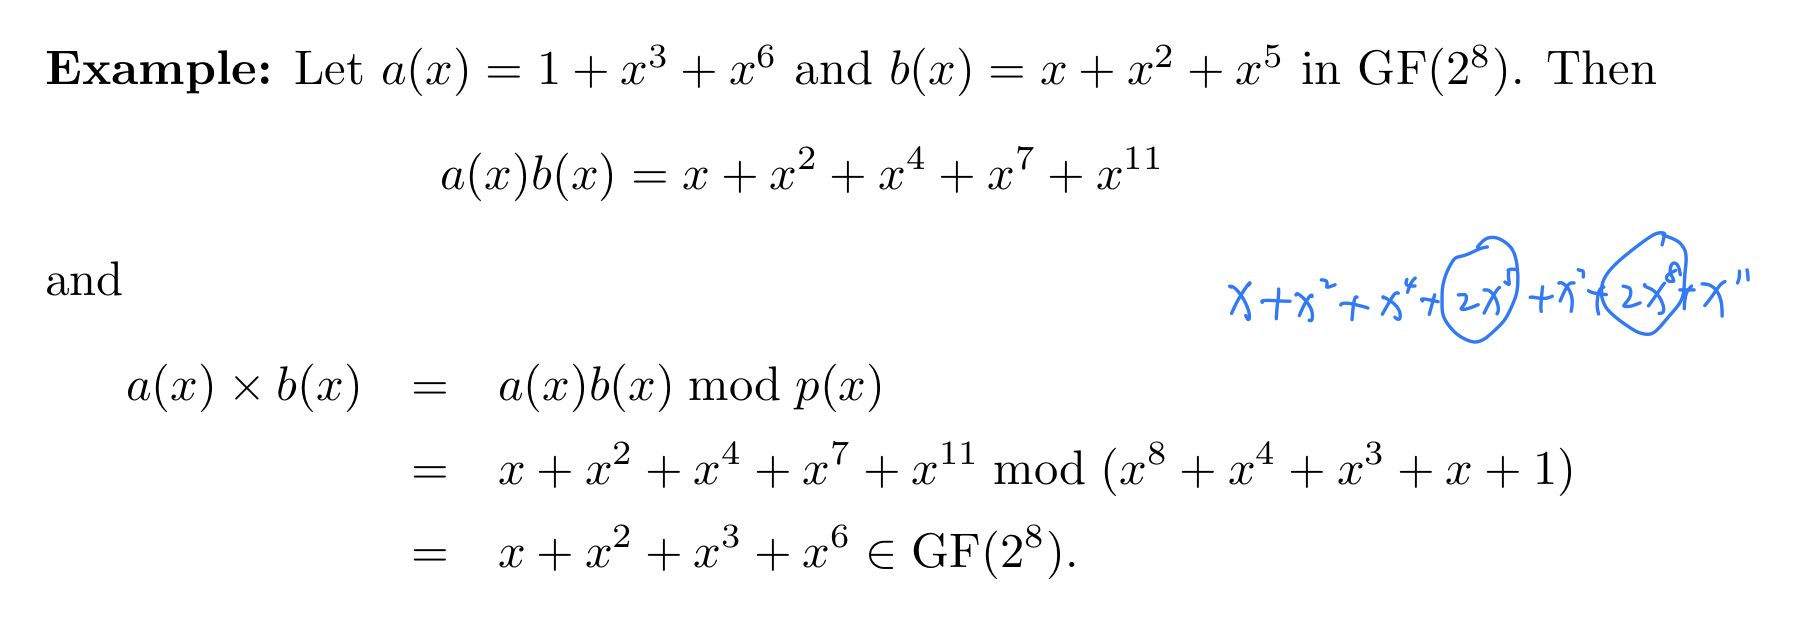 Example: Let a(x) = 1 + x³ + x⁶ and b(x) = x + x² + x⁵ in GF(2⁸). Then
a(x)b(x) = x + x² + x⁴ + x⁷ + x¹¹
and
x + x² + x⁴ + 2x⁵ + x⁷ + 2x⁸ + x¹¹
a(x) × b(x) = a(x)b(x) mod p(x)
= x + x² + x⁴ + x⁷ + x¹¹ mod (x⁸ + x⁴ + x³ + x + 1)
= x + x² + x³ + x⁶ ∈ GF(2⁸).